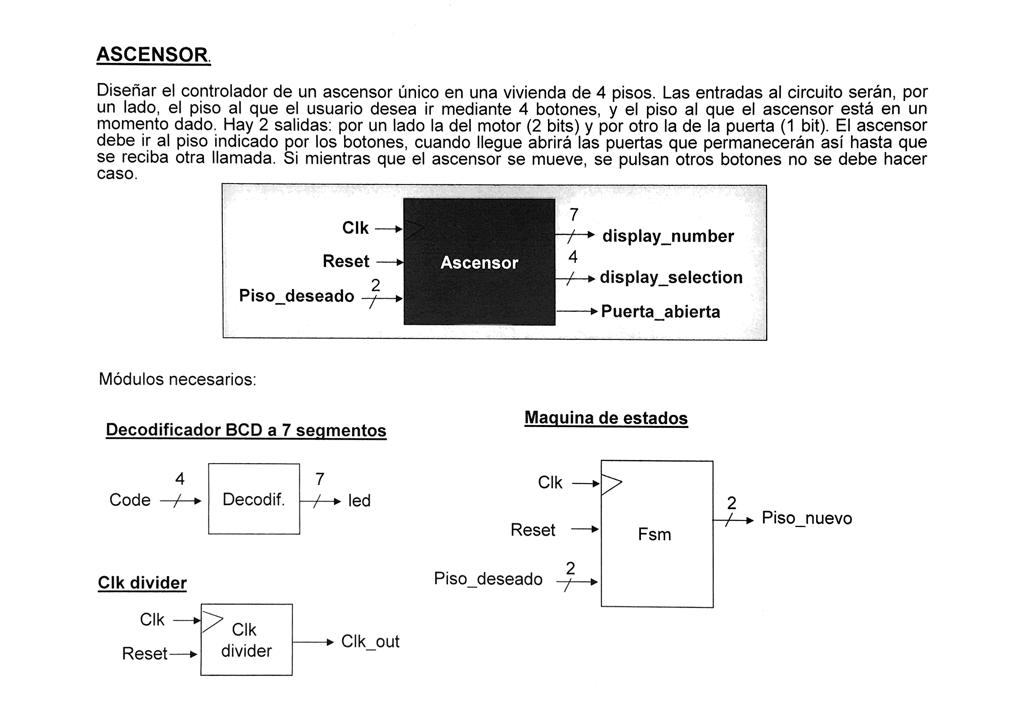 ASCENSOR.
Diseñar el controlador de un ascensor único en una vivienda de 4 pisos. Las entradas al circuito serán, por
un lado, el piso al que el usuario desea ir mediante 4 botones, y el piso al que el ascensor está en un
momento dado. Hay 2 salidas: por un lado la del motor (2 bits) y por otro la de la puerta (1 bit). El ascensor
debe ir al piso indicado por los botones, cuando llegue abrirá las puertas que permanecerán así hasta que
se reciba otra llamada. Si mientras que el ascensor se mueve, se pulsan otros botones no se debe hacer
caso.
Clk
Reset
Piso_deseado
2
Ascensor
7
display_number
4
display_selection
Puerta_abierta
Módulos necesarios:
Decodificador BCD a 7 segmentos
Code
4
Decodif.
7
led
Maquina de estados
Clk
Reset
Piso_deseado
2
Fsm
2
Piso_nuevo
Clk divider
Clk
Reset
Clk
divider
Clk_out